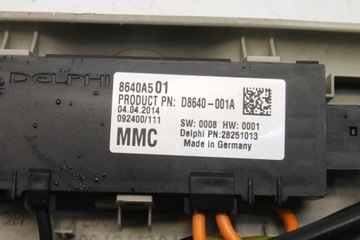 DELPHI
8640A501
PRODUCT PN: D8640-001A
04.04.2014
092400/111
SW: 0008 HW: 0001
MMC
Delphi PN:28251013
Made in Germany